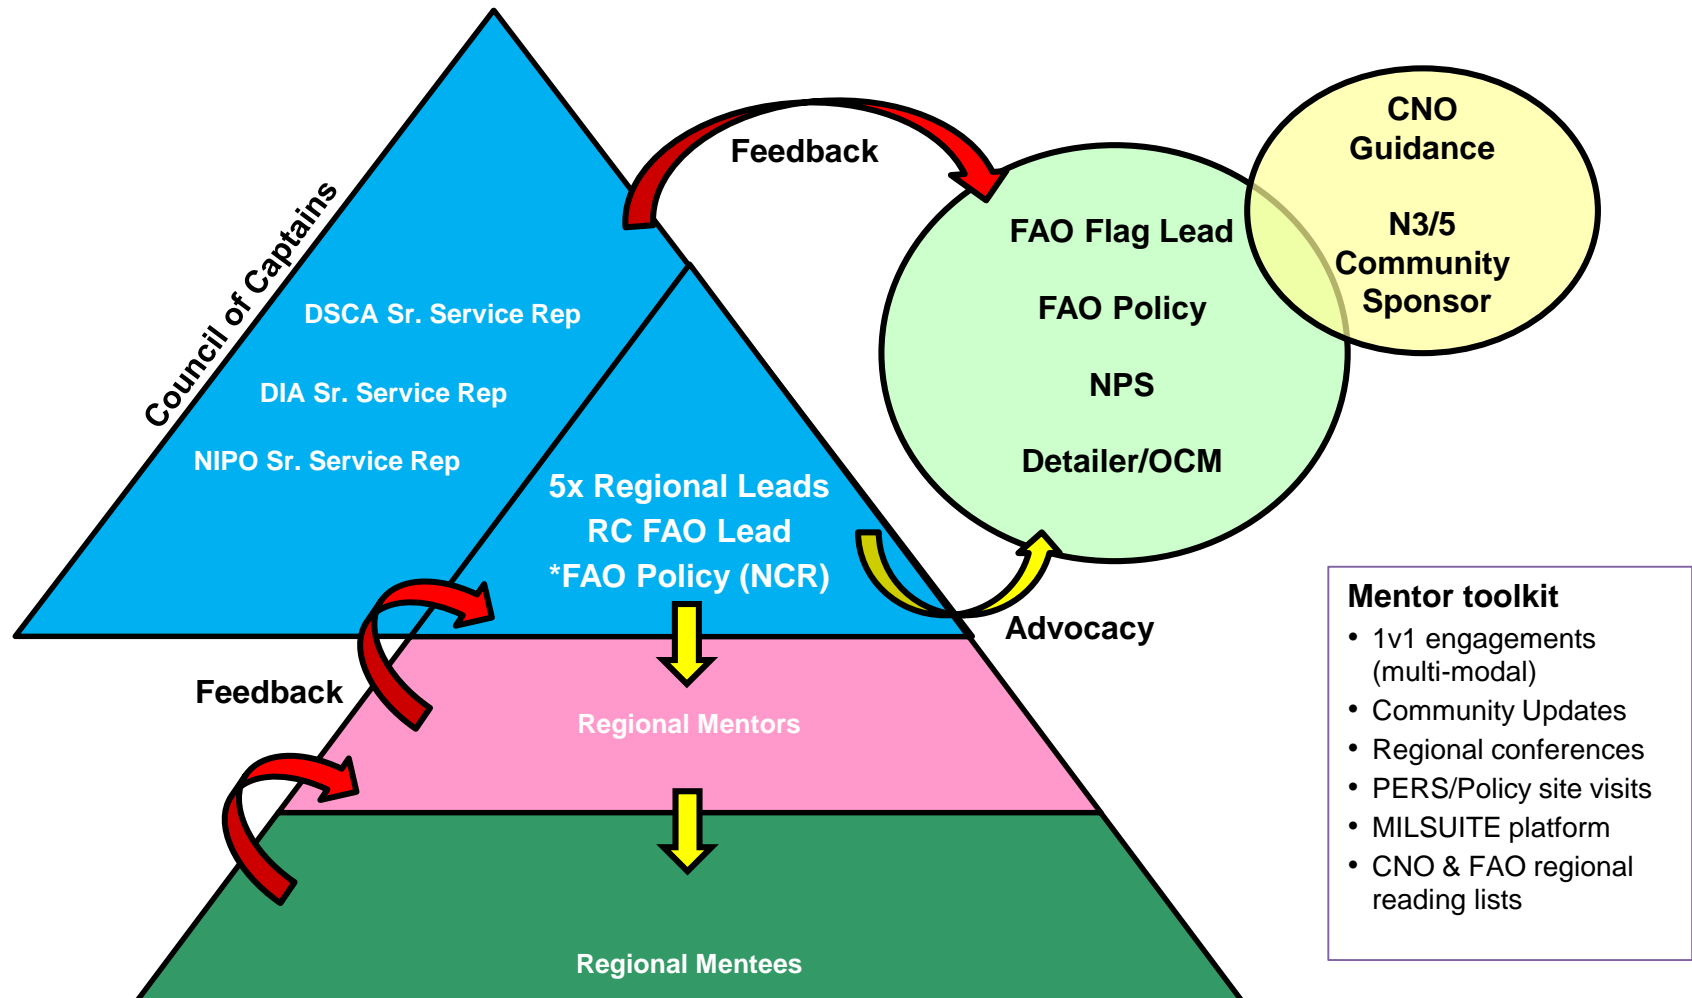 Council of Captains
DSCA Sr. Service Rep
DIA Sr. Service Rep
NIPO Sr. Service Rep
5x Regional Leads
RC FAO Lead
*FAO Policy (NCR)
Feedback
Regional Mentors
Regional Mentees
Feedback
Advocacy
FAO Flag Lead
FAO Policy
NPS
Detailer/OCM
CNO
Guidance
N3/5
Community
Sponsor
Mentor toolkit
• 1v1 engagements
(multi-modal)
• Community Updates
• Regional conferences
• PERS/Policy site visits
• MILSUITE platform
• CNO & FAO regional
reading lists